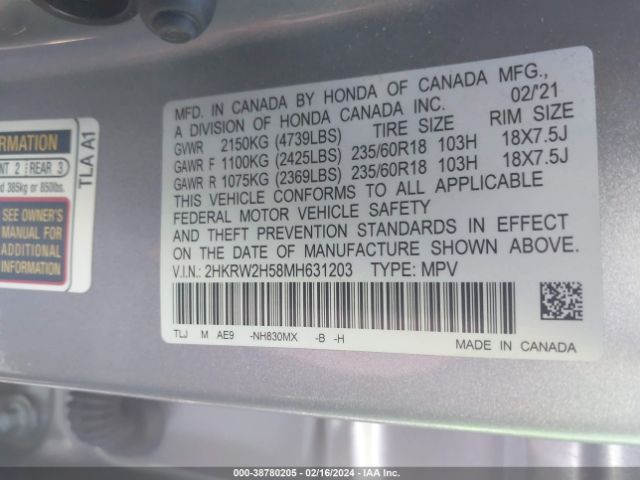 RMATION
NT 2 REAR 3
d 385kg or 850lbs.
SEE OWNER'S
MANUAL FOR
ADDITIONAL
INFORMATION
TLA A1
MFD. IN CANADA BY HONDA OF CANADA MFG.,
A DIVISION OF HONDA CANADA INC. 02/'21
GVWR 2150KG (4739LBS) TIRE SIZE RIM SIZE
GAWR F 1100KG (2425LBS) 235/60R18 103H 18X7.5J
GAWR R 1075KG (2369LBS) 235/60R18 103H 18X7.5J
THIS VEHICLE CONFORMS TO ALL APPLICABLE
FEDERAL MOTOR VEHICLE SAFETY
AND THEFT PREVENTION STANDARDS IN EFFECT
ON THE DATE OF MANUFACTURE SHOWN ABOVE.
V.I.N.: 2HKRW2H58MH631203 TYPE: MPV
TLJ M AE9 -NH830MX -B -H
MADE IN CANADA
000-38780205 - 02/16/2024 - IAA Inc.